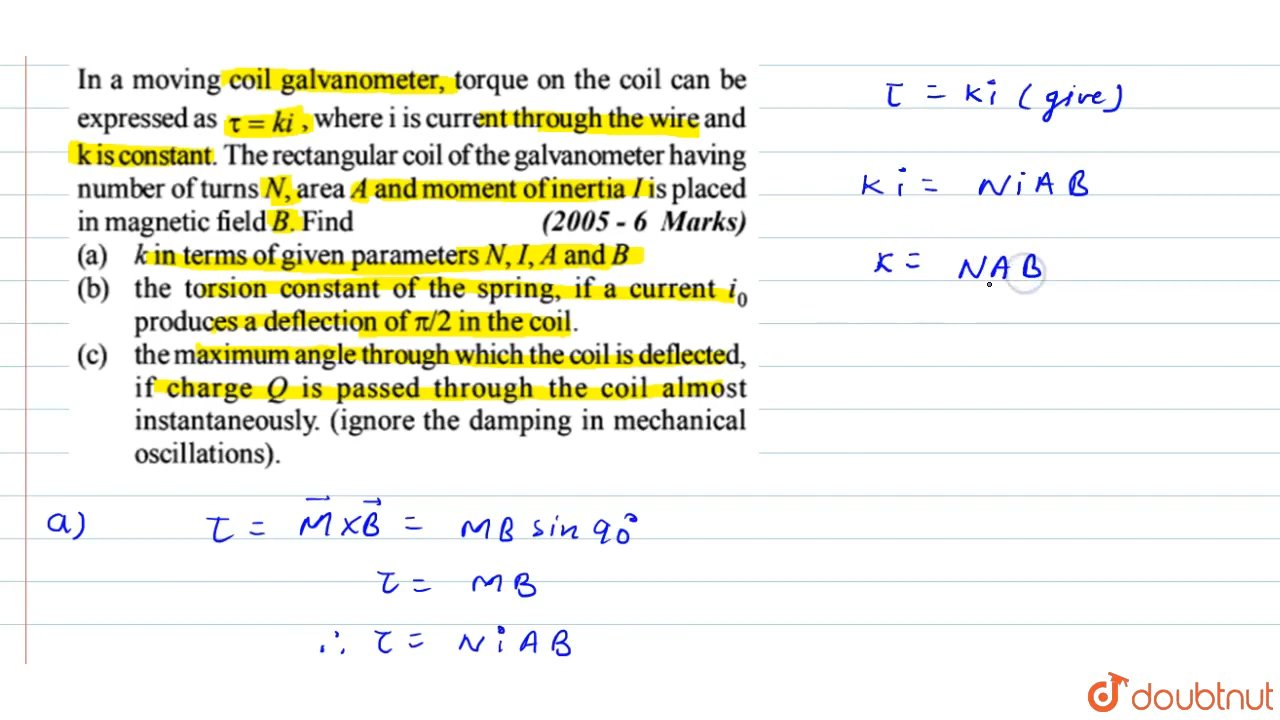 In a moving coil galvanometer, torque on the coil can be
expressed as τ = ki , where i is current through the wire and
k is constant. The rectangular coil of the galvanometer having
number of turns N, area A and moment of inertia I is placed
in magnetic field B. Find (2005 - 6 Marks)
(a) k in terms of given parameters N, I, A and B
(b) the torsion constant of the spring, if a current i₀
produces a deflection of π/2 in the coil.
(c) the maximum angle through which the coil is deflected,
if charge Q is passed through the coil almost
instantaneously. (ignore the damping in mechanical
oscillations).
τ = Ki (give)
Ki = NiAB
K = NAB
a) τ = M⃗ × B⃗ = MB sin 90°
τ = MB
∴ τ = NiAB
doubtnut